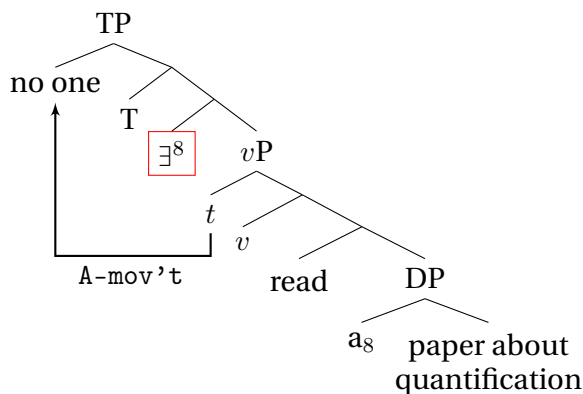 TP
no one
T
∃⁸
vP
t
v
A-mov't
read
DP
a₈
paper about
quantification